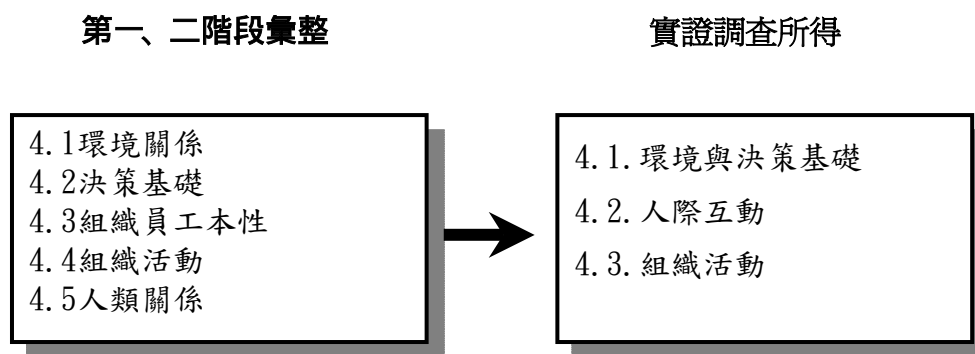 第一、二階段彙整
實證調查所得
4.1環境關係
4.2決策基礎
4.3組織員工本性
4.4組織活動
4.5人類關係
4.1.環境與決策基礎
4.2.人際互動
4.3.組織活動